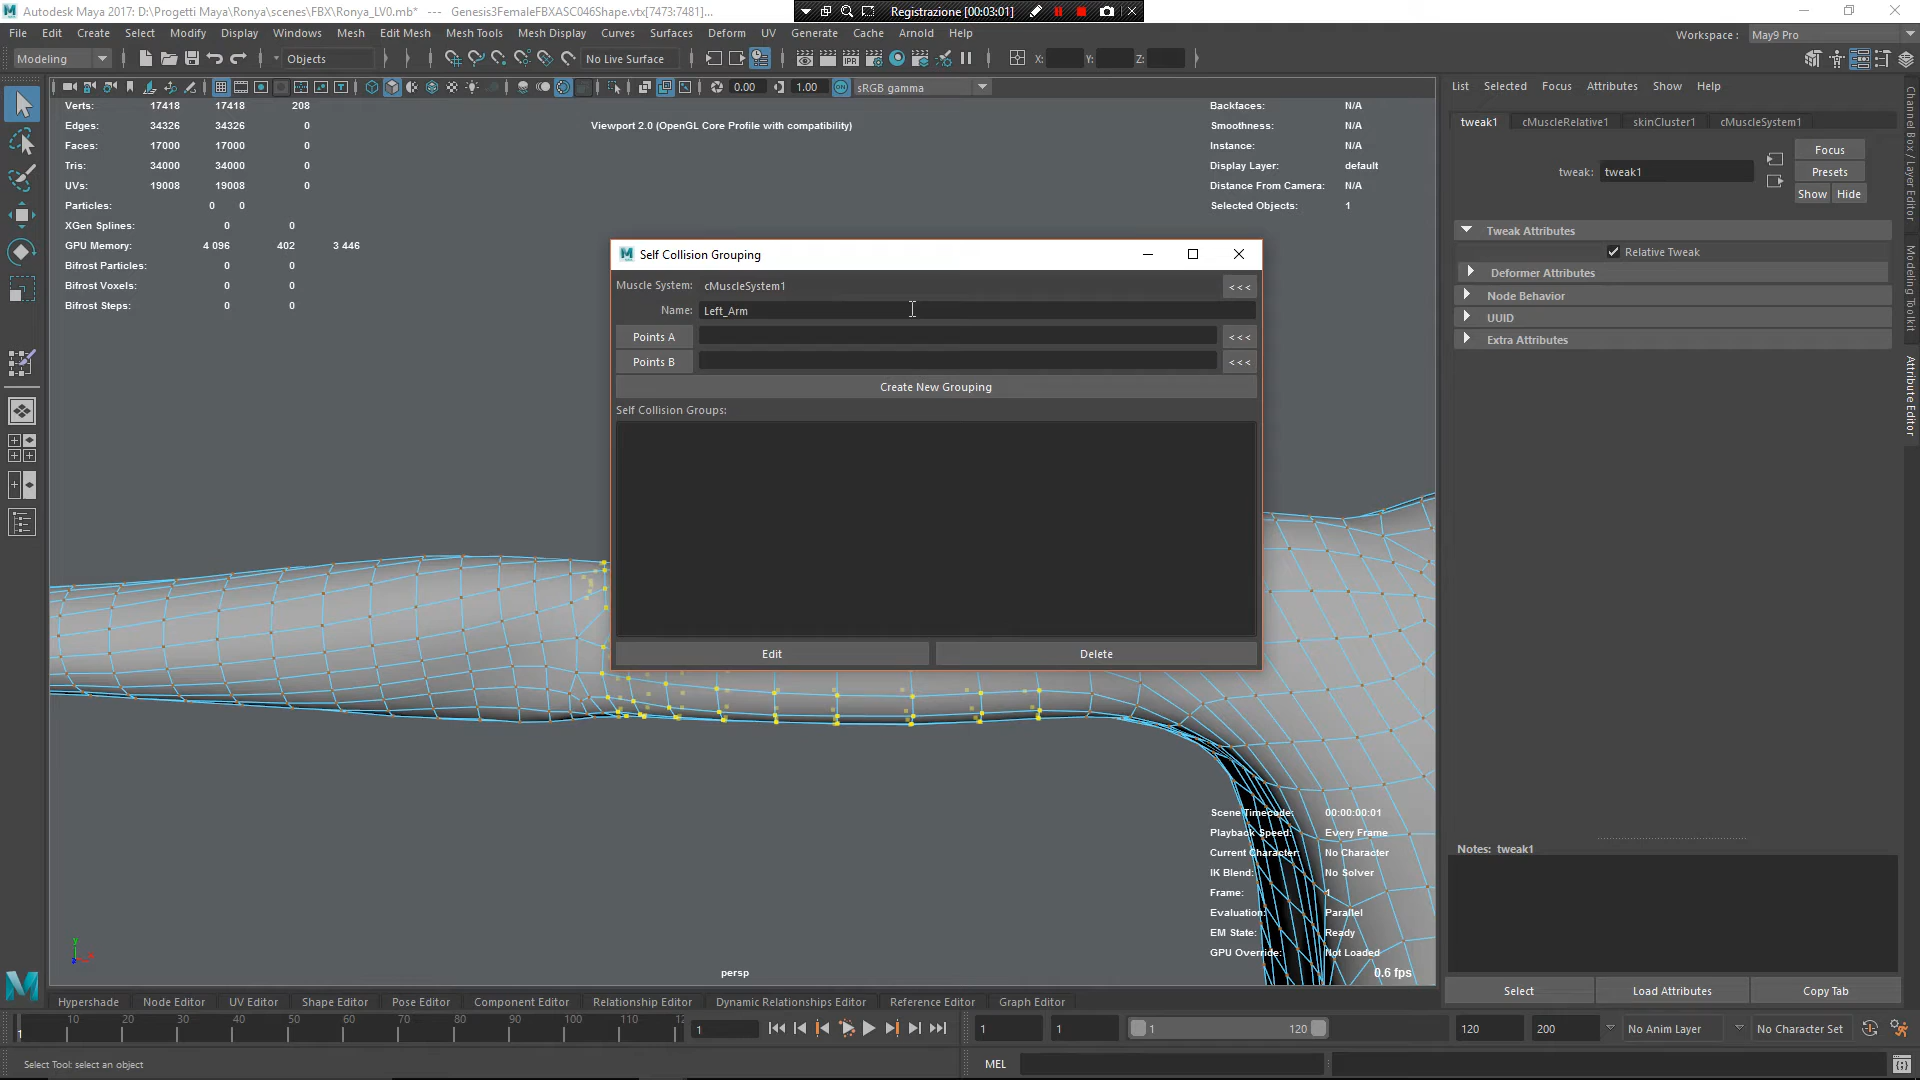 Autodesk Maya 2017: D:\Progetti Maya\Ronya\scenes\FBX\Ronya_LV0.mb* --- Genesis3FemaleFBXASC046Shape.vtx[7473:7481]...
Registrazione [00:03:01]
File Edit Create Select Modify Display Windows Mesh Edit Mesh Mesh Tools Mesh Display Curves Surfaces Deform UV Generate Cache Arnold Help
Workspace : May9 Pro
Modeling Objects No Live Surface X: Y: Z:
0.00 1.00 sRGB gamma
List Selected Focus Attributes Show Help
Verts: 17418 17418 208
Edges: 34326 34326 0
Faces: 17000 17000 0
Tris: 34000 34000 0
UVs: 19008 19008 0
Particles: 0 0
XGen Splines: 0 0
GPU Memory: 4 096 402 3 446
Bifrost Particles: 0 0
Bifrost Voxels: 0 0
Bifrost Steps: 0 0
Viewport 2.0 (OpenGL Core Profile with compatibility)
Backfaces: N/A
Smoothness: N/A
Instance: N/A
Display Layer: default
Distance From Camera: N/A
Selected Objects: 1
Self Collision Grouping
Muscle System: cMuscleSystem1 <<<
Name: Left_Arm
Points A <<<
Points B <<<
Create New Grouping
Self Collision Groups:
Edit Delete
tweak1 cMuscleRelative1 skinCluster1 cMuscleSystem1
tweak: tweak1
Focus
Presets
Show Hide
Tweak Attributes
Relative Tweak
Deformer Attributes
Node Behavior
UUID
Extra Attributes
Channel Box / Layer Editor
Modeling Toolkit
Attribute Editor
Scene Timecode: 00:00:00:01
Playback Speed: Every Frame
Current Character: No Character
IK Blend: No Solver
Frame: 1
Evaluation: Parallel
EM State: Ready
GPU Override: Not Loaded
0.6 fps
persp
y
Notes: tweak1
Select Load Attributes Copy Tab
Hypershade Node Editor UV Editor Shape Editor Pose Editor Component Editor Relationship Editor Dynamic Relationships Editor Reference Editor Graph Editor
1 10 20 30 40 50 60 70 80 90 100 110 12
1 1 1 1 120 120 200 No Anim Layer No Character Set
Select Tool: select an object
MEL